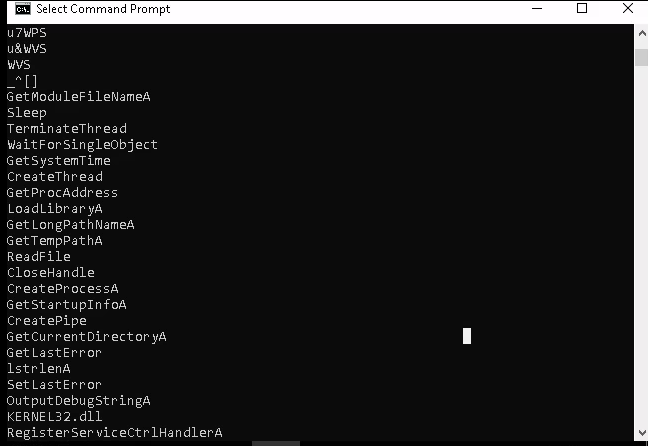 Select Command Prompt
u7WPS
u&WVS
WVS
_^[]
GetModuleFileNameA
Sleep
TerminateThread
WaitForSingleObject
GetSystemTime
CreateThread
GetProcAddress
LoadLibraryA
GetLongPathNameA
GetTempPathA
ReadFile
CloseHandle
CreateProcessA
GetStartupInfoA
CreatePipe
GetCurrentDirectoryA
GetLastError
lstrlenA
SetLastError
OutputDebugStringA
KERNEL32.dll
RegisterServiceCtrlHandlerA